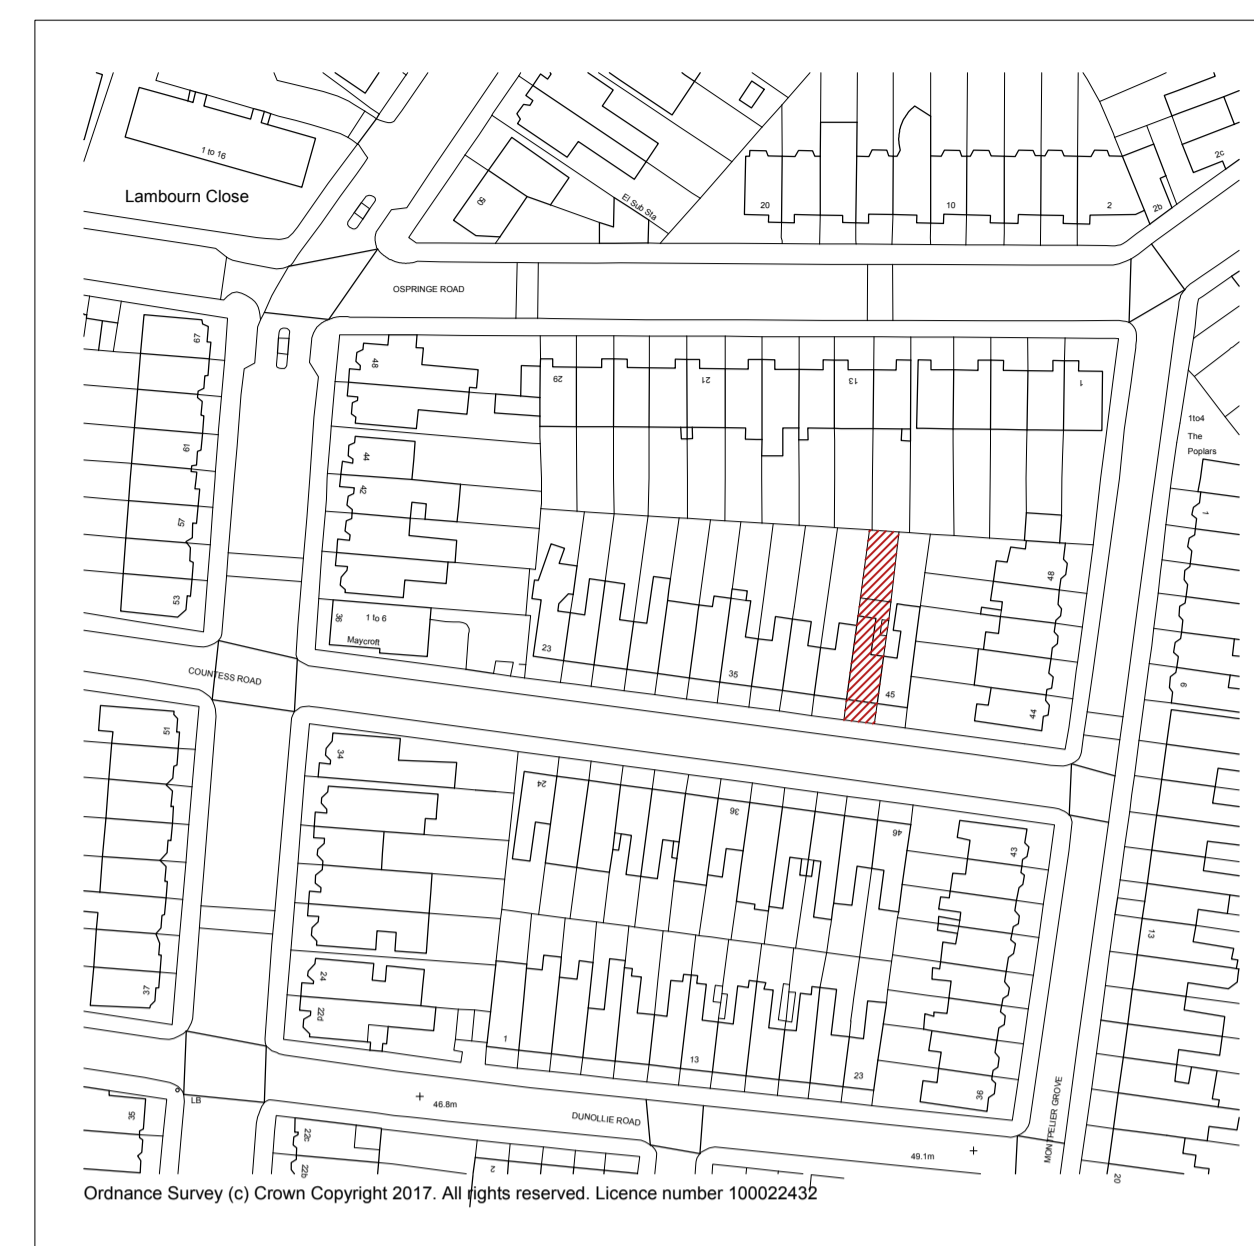 1 to 16
Lambourn Close
50
El Sub Sta
20
10
2
2b
2c
OSPRINGE ROAD
67
61
57
53
48
44
42
38
1 to 6
Maycroft
29
21
13
1
1to4
The
Poplars
1
6
23
35
45
48
44
COUNTESS ROAD
51
37
34
24
36
46
43
24
22d
1
13
23
36
13
MONTPELIER GROVE
LB
35
46.8m
DUNOLLIE ROAD
49.1m
22c
22b
2
20
Ordnance Survey (c) Crown Copyright 2017. All rights reserved. Licence number 100022432